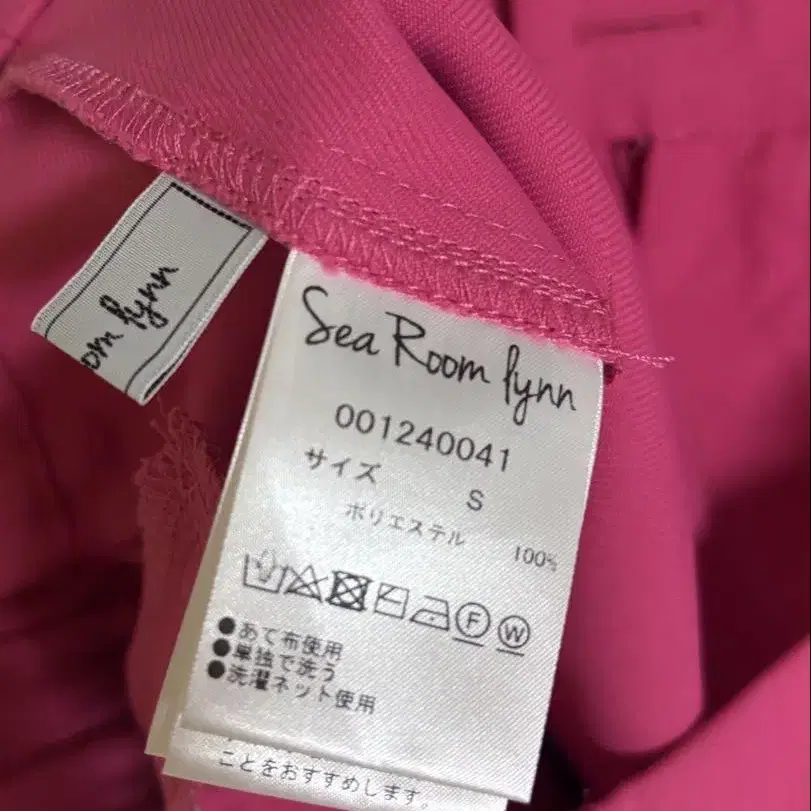 om lynn
Sea Room lynn
001240041
サイズ S
ポリエステル 100%
F W
●あて布使用
●単独で洗う
●洗濯ネット使用
ことをおすすめします。